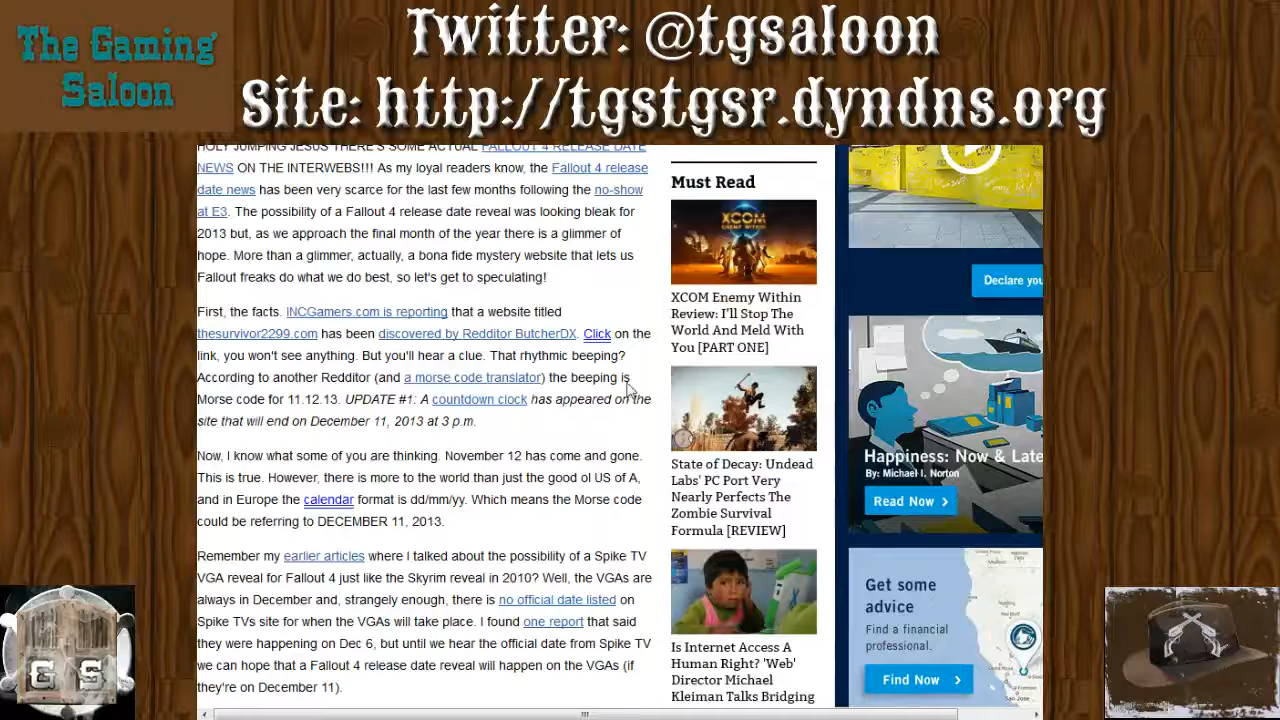 The Gaming
Saloon
Twitter: @tgsaloon
Site: http://tgstgsr.dyndns.org
HOLY JUMPING JESUS THERE'S SOME ACTUAL FALLOUT 4 RELEASE DATE
NEWS ON THE INTERWEBS!!! As my loyal readers know, the Fallout 4 release
date news has been very scarce for the last few months following the no-show
at E3. The possibility of a Fallout 4 release date reveal was looking bleak for
2013 but, as we approach the final month of the year there is a glimmer of
hope. More than a glimmer, actually, a bona fide mystery website that lets us
Fallout freaks do what we do best, so let's get to speculating!
First, the facts. INCGamers.com is reporting that a website titled
thesurvivor2299.com has been discovered by Redditor ButcherDX. Click on the
link, you won't see anything. But you'll hear a clue. That rhythmic beeping?
According to another Redditor (and a morse code translator) the beeping is
Morse code for 11.12.13. UPDATE #1: A countdown clock has appeared on the
site that will end on December 11, 2013 at 3 p.m.
Now, I know what some of you are thinking. November 12 has come and gone.
This is true. However, there is more to the world than just the good ol US of A,
and in Europe the calendar format is dd/mm/yy. Which means the Morse code
could be referring to DECEMBER 11, 2013.
Remember my earlier articles where I talked about the possibility of a Spike TV
VGA reveal for Fallout 4 just like the Skyrim reveal in 2010? Well, the VGAs are
always in December and, strangely enough, there is no official date listed on
Spike TVs site for when the VGAs will take place. I found one report that said
they were happening on Dec 6, but until we hear the official date from Spike TV
we can hope that a Fallout 4 release date reveal will happen on the VGAs (if
they're on December 11).
Must Read
XCOM
XCOM Enemy Within
Review: I'll Stop The
World And Meld With
You [PART ONE]
State of Decay: Undead
Labs' PC Port Very
Nearly Perfects The
Zombie Survival
Formula [REVIEW]
Is Internet Access A
Human Right? 'Web'
Director Michael
Kleiman Talks Bridging
Declare you
Happiness: Now & Late
By: Michael I. Norton
Read Now >
Get some
advice
Find a financial
professional.
Find Now >
G S